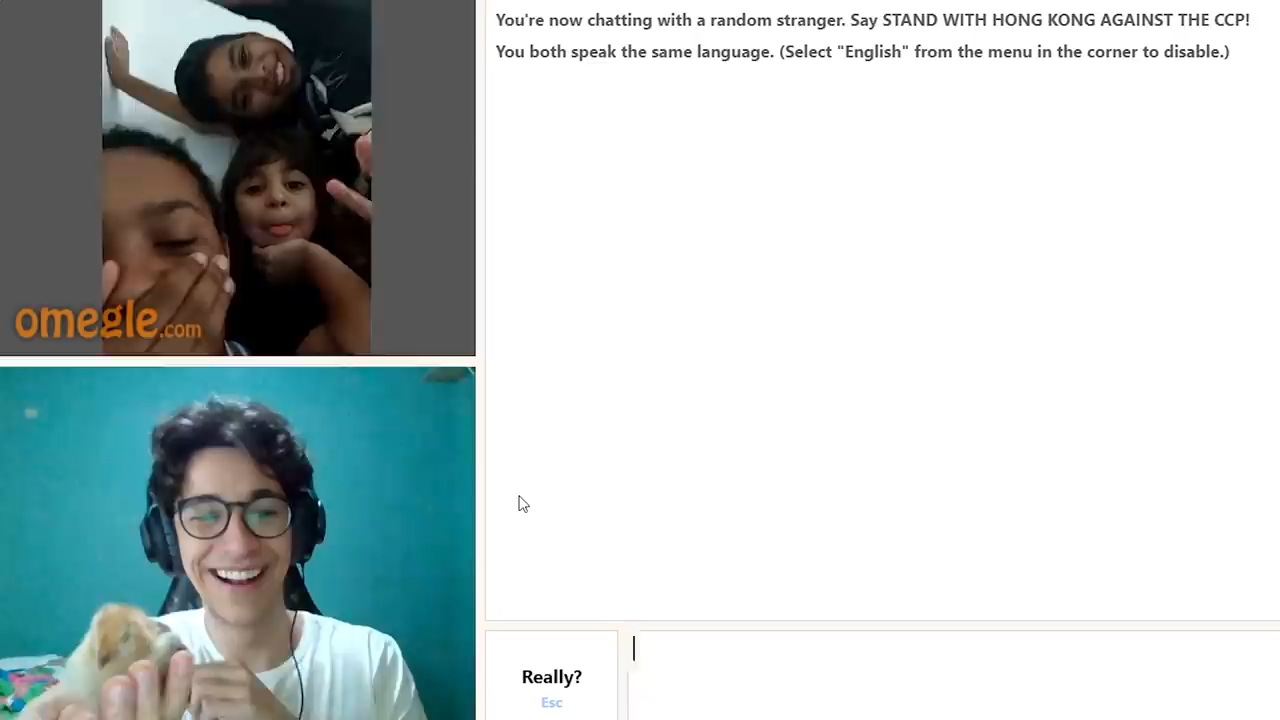 You're now chatting with a random stranger. Say STAND WITH HONG KONG AGAINST THE CCP!
You both speak the same language. (Select "English" from the menu in the corner to disable.)
omegle.com
Really?
Esc